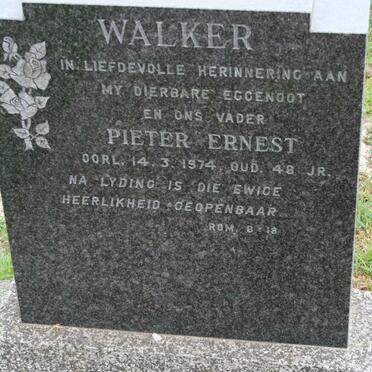 WALKER
IN LIEFDEVOLLE HERINNERING AAN
MY DIERBARE EGGENOOT
EN ONS VADER
PIETER ERNEST
OORL. 14. 3. 1974, OUD. 48 JR.
NA LYDING IS DIE EWIGE
HEERLIKHEID GEOPENBAAR
ROM. 8-18